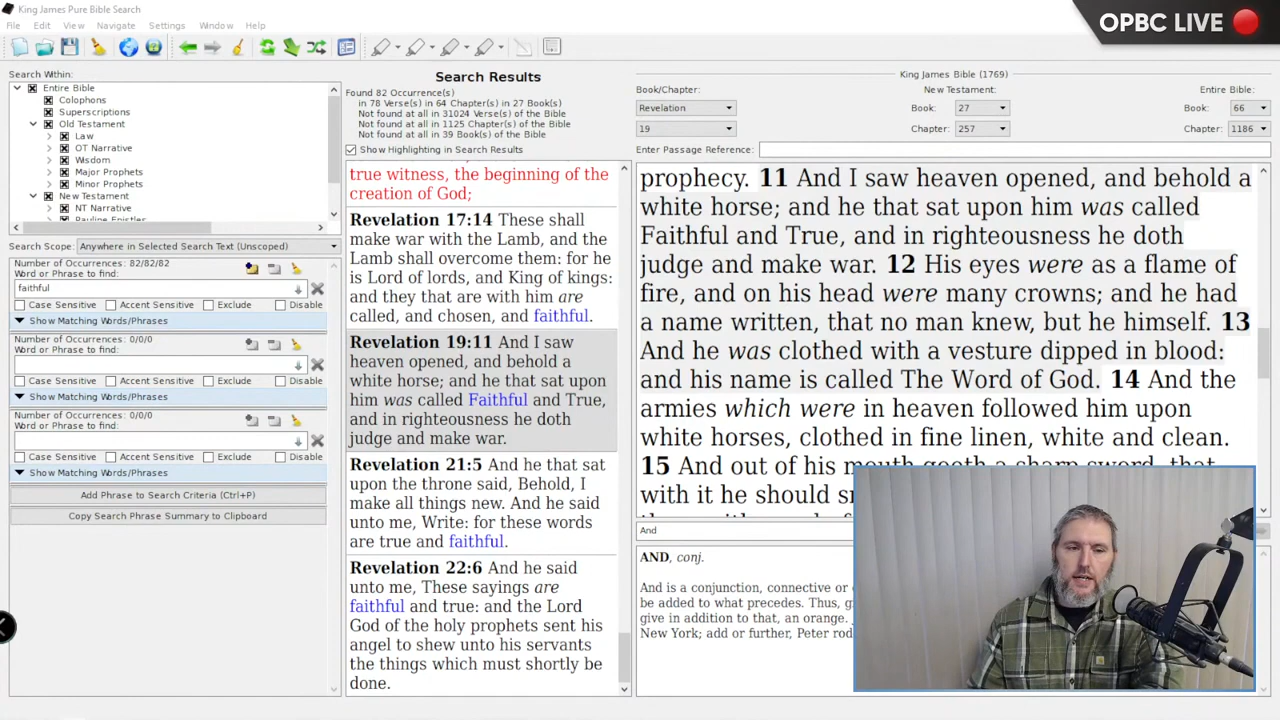 King James Pure Bible Search
OPBC LIVE
File Edit View Navigate Settings Window Help
Search Within:
Entire Bible
Colophons
Superscriptions
Old Testament
Law
OT Narrative
Wisdom
Major Prophets
Minor Prophets
New Testament
NT Narrative
Pauline Epistles
Search Scope: Anywhere in Selected Search Text (Unscoped)
Number of Occurrences: 82/82/82
Word or Phrase to find:
faithful
Case Sensitive Accent Sensitive Exclude Disable
Show Matching Words/Phrases
Number of Occurrences: 0/0/0
Word or Phrase to find:
Case Sensitive Accent Sensitive Exclude Disable
Show Matching Words/Phrases
Number of Occurrences: 0/0/0
Word or Phrase to find:
Case Sensitive Accent Sensitive Exclude Disable
Show Matching Words/Phrases
Add Phrase to Search Criteria (Ctrl+P)
Copy Search Phrase Summary to Clipboard
Search Results
Found 82 Occurrence(s)
in 78 Verse(s) in 64 Chapter(s) in 27 Book(s)
Not found at all in 31024 Verse(s) of the Bible
Not found at all in 1125 Chapter(s) of the Bible
Not found at all in 39 Book(s) of the Bible
Show Highlighting in Search Results
true witness, the beginning of the
creation of God;
Revelation 17:14 These shall
make war with the Lamb, and the
Lamb shall overcome them: for he
is Lord of lords, and King of kings:
and they that are with him are
called, and chosen, and faithful.
Revelation 19:11 And I saw
heaven opened, and behold a
white horse; and he that sat upon
him was called Faithful and True,
and in righteousness he doth
judge and make war.
Revelation 21:5 And he that sat
upon the throne said, Behold, I
make all things new. And he said
unto me, Write: for these words
are true and faithful.
Revelation 22:6 And he said
unto me, These sayings are
faithful and true: and the Lord
God of the holy prophets sent his
angel to shew unto his servants
the things which must shortly be
done.
King James Bible (1769)
Book/Chapter: New Testament: Entire Bible:
Revelation Book: 27 Book: 66
19 Chapter: 257 Chapter: 1186
Enter Passage Reference:
prophecy. 11 And I saw heaven opened, and behold a
white horse; and he that sat upon him was called
Faithful and True, and in righteousness he doth
judge and make war. 12 His eyes were as a flame of
fire, and on his head were many crowns; and he had
a name written, that no man knew, but he himself. 13
And he was clothed with a vesture dipped in blood:
and his name is called The Word of God. 14 And the
armies which were in heaven followed him upon
white horses, clothed in fine linen, white and clean.
15 And out of his mouth goeth a sharp sword, that
with it he should
And
AND, conj.
And is a conjunction, connective or
be added to what precedes. Thus,
give in addition to that, an orange.
New York; add or further, Peter